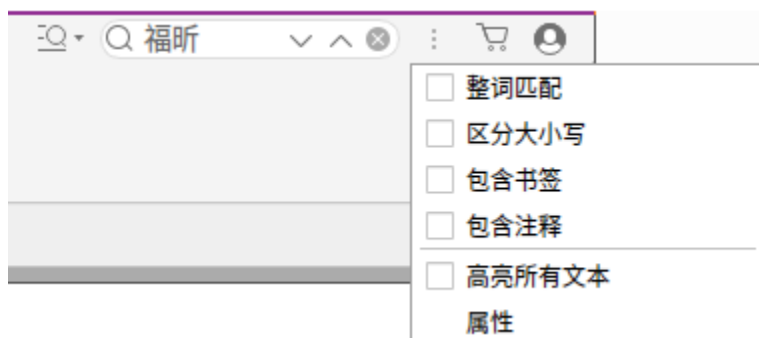 福昕
整词匹配
区分大小写
包含书签
包含注释
高亮所有文本
属性